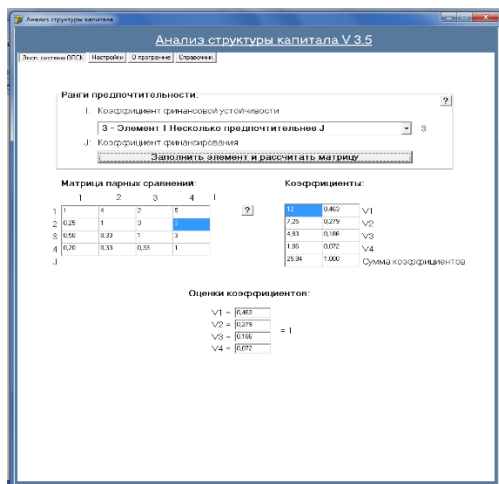 Анализ структуры капитала
Анализ структуры капитала V 3.5
Эксп. система ОПСК Настройки О программе Справочник
Ранги предпочтительности:
?
I: Коэффициент финансовой устойчивости
3 - Элемент I Несколько предпочтительнее J 3
J: Коэффициент финансирования
Заполнить элемент и рассчитать матрицу
Матрица парных сравнений: Коэффициенты:
1 2 3 4 I
1 1 4 2 5 ? 12 0,463 V1
2 0,25 1 3 3 7,25 0,279 V2
3 0,50 0,33 1 3 4,83 0,186 V3
4 0,20 0,33 0,33 1 1,86 0,072 V4
J 25,94 1,000 Сумма коэффициентов
Оценки коэффициентов:
V1 = 0,463
V2 = 0,279
= 1
V3 = 0,186
V4 = 0,072